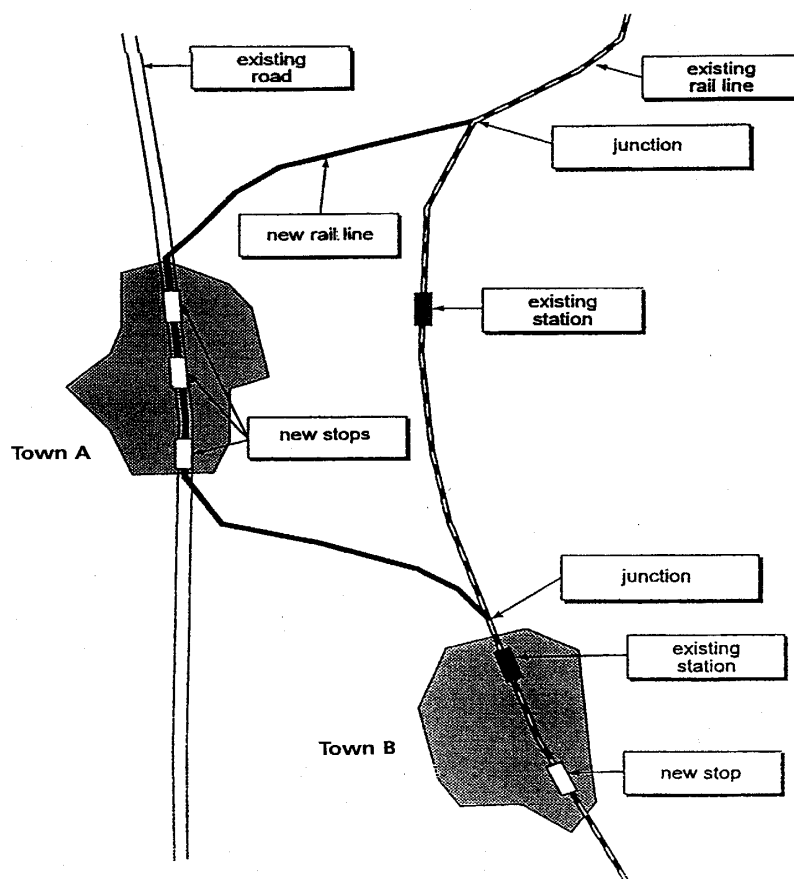 existing
road
existing
rail line
junction
new rail line
existing
station
new stops
Town A
junction
existing
station
Town B
new stop